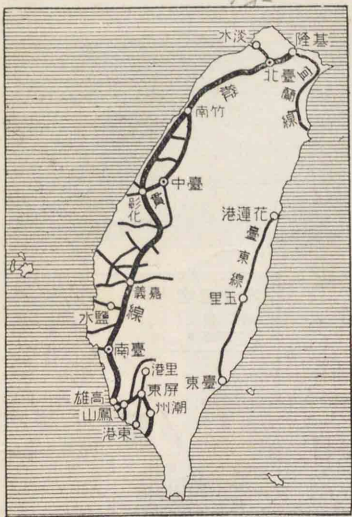 基隆
淡水
臺北
宜蘭線
竹南
縱貫線
臺中
彰化
花蓮港
臺東線
嘉義
玉里
鹽水
臺南
里港
屏東
臺東
高雄
潮州
鳳山
東港